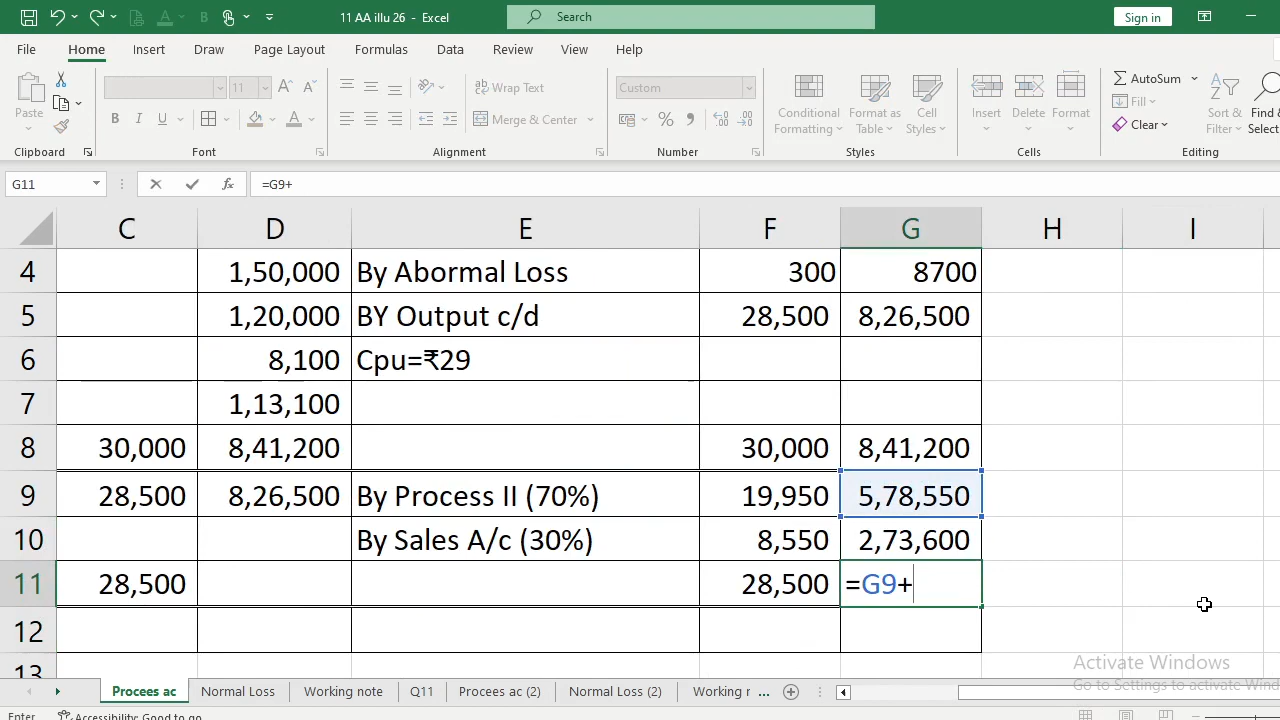 11 AA illu 26 - Excel
Search
Sign in
File Home Insert Draw Page Layout Formulas Data Review View Help
Paste
11
Wrap Text
Merge & Center
Custom
Conditional Formatting
Format as Table
Cell Styles
Insert
Delete
Format
AutoSum
Fill
Clear
Sort & Filter
Find & Select
Clipboard Font Alignment Number Styles Cells Editing
G11 fx =G9+
C D E F G H I
4 1,50,000 By Abormal Loss 300 8700
5 1,20,000 BY Output c/d 28,500 8,26,500
6 8,100 Cpu=₹29
7 1,13,100
8 30,000 8,41,200 30,000 8,41,200
9 28,500 8,26,500 By Process II (70%) 19,950 5,78,550
10 By Sales A/c (30%) 8,550 2,73,600
11 28,500 28,500 =G9+
12
13
Activate Windows
Go to Settings to activate Wind
Procees ac Normal Loss Working note Q11 Procees ac (2) Normal Loss (2) Working r ...
Enter Accessibility: Good to go